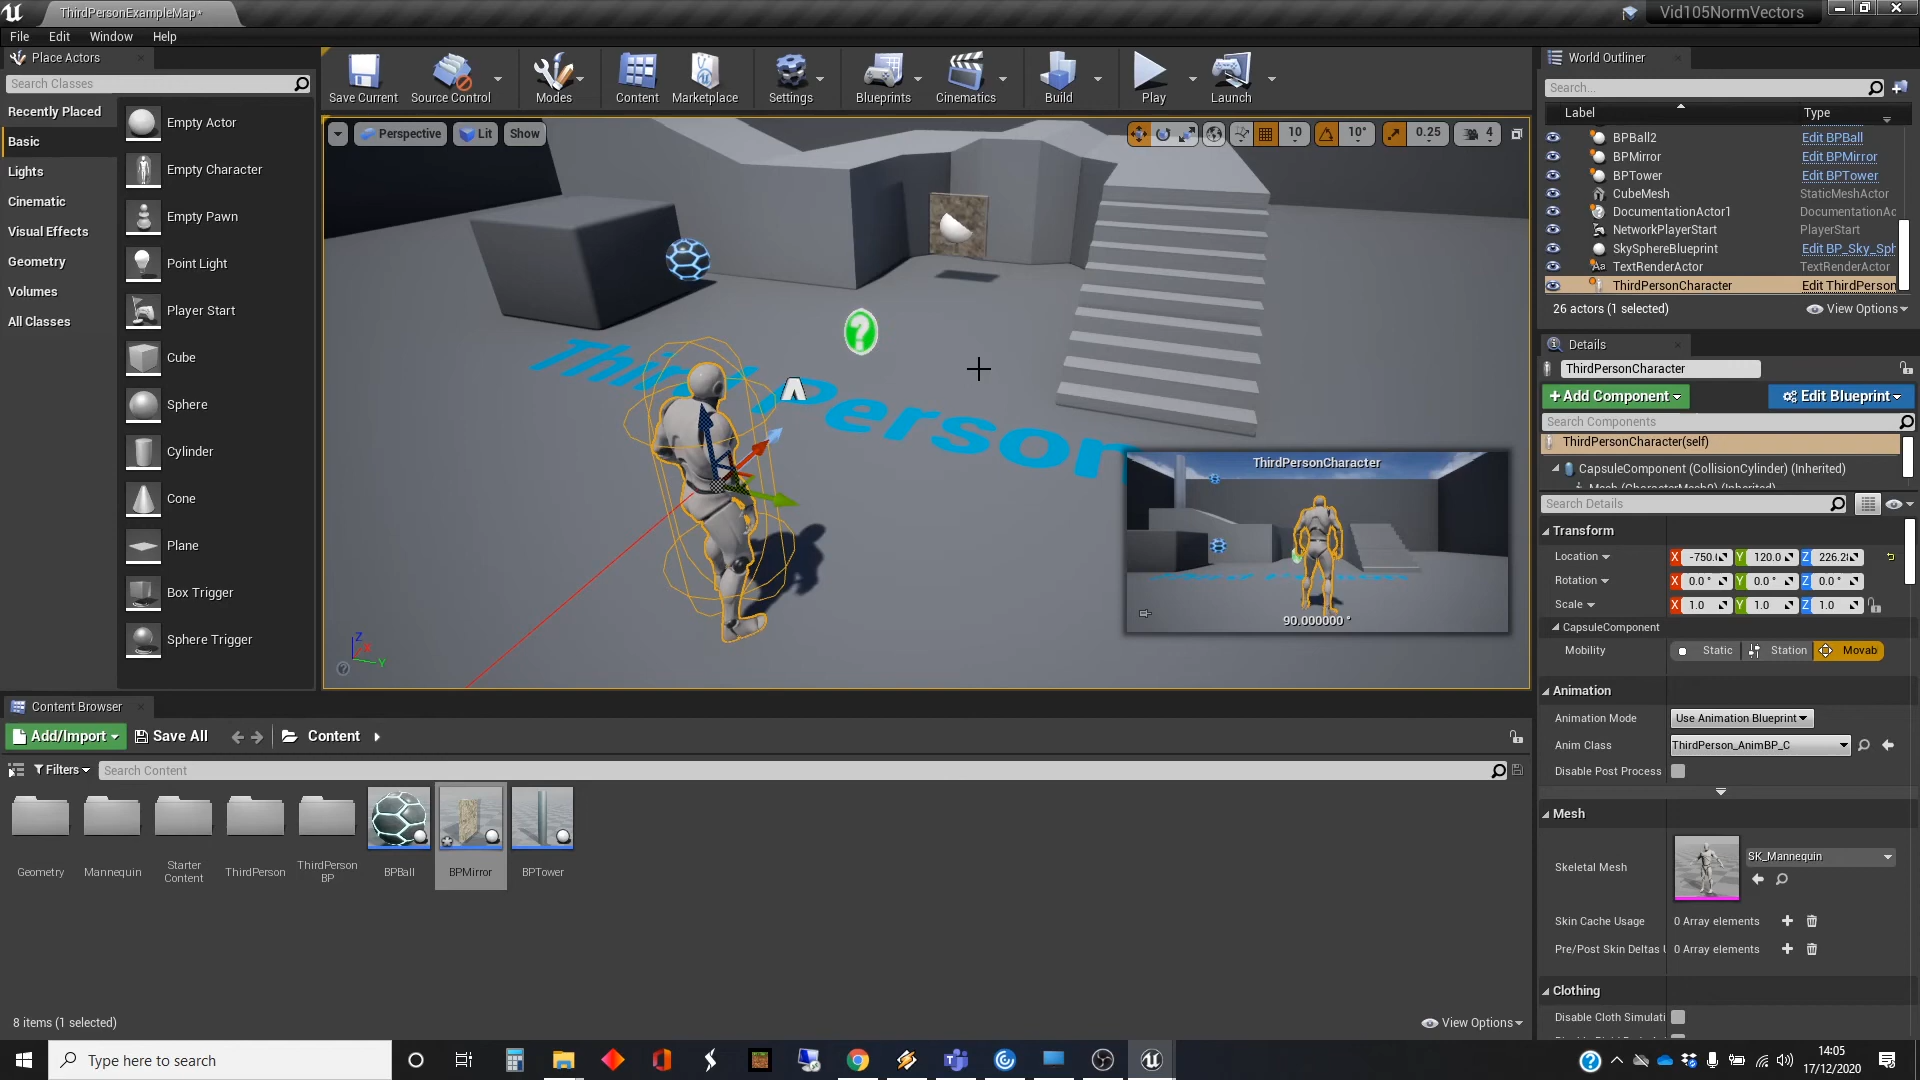 ThirdPersonExampleMap*
Vid105NormVectors
File Edit Window Help
Place Actors
Search Classes
Recently Placed
Basic
Lights
Cinematic
Visual Effects
Geometry
Volumes
All Classes
Empty Actor
Empty Character
Empty Pawn
Point Light
Player Start
Cube
Sphere
Cylinder
Cone
Plane
Box Trigger
Sphere Trigger
Save Current Source Control Modes Content Marketplace Settings Blueprints Cinematics Build Play Launch
Perspective Lit Show
10 10° 0.25 4
Person
Z
X
Y
ThirdPersonCharacter
90.000000 °
World Outliner
Search...
Label Type
BPBall2 Edit BPBall
BPMirror Edit BPMirror
BPTower Edit BPTower
CubeMesh StaticMeshActor
DocumentationActor1 DocumentationAc
NetworkPlayerStart PlayerStart
SkySphereBlueprint Edit BP_Sky_Sph
TextRenderActor TextRenderActor
ThirdPersonCharacter Edit ThirdPerson
26 actors (1 selected) View Options
Details
ThirdPersonCharacter
+Add Component Edit Blueprint
Search Components
ThirdPersonCharacter(self)
CapsuleComponent (CollisionCylinder) (Inherited)
Mesh (CharacterMesh0) (Inherited)
Search Details
Transform
Location X -750.( Y 120.0 Z 226.2
Rotation X 0.0 ° Y 0.0 ° Z 0.0 °
Scale X 1.0 Y 1.0 Z 1.0
CapsuleComponent
Mobility Static Station Movab
Animation
Animation Mode Use Animation Blueprint
Anim Class ThirdPerson_AnimBP_C
Disable Post Process
Mesh
Skeletal Mesh SK_Mannequin
Skin Cache Usage 0 Array elements
Pre/Post Skin Deltas 0 Array elements
Clothing
Disable Cloth Simulati
Content Browser
Add/Import Save All Content
Filters Search Content
Geometry
Mannequin
Starter Content
ThirdPerson
ThirdPerson BP
BPBall
BPMirror
BPTower
8 items (1 selected) View Options
Type here to search
14:05
17/12/2020